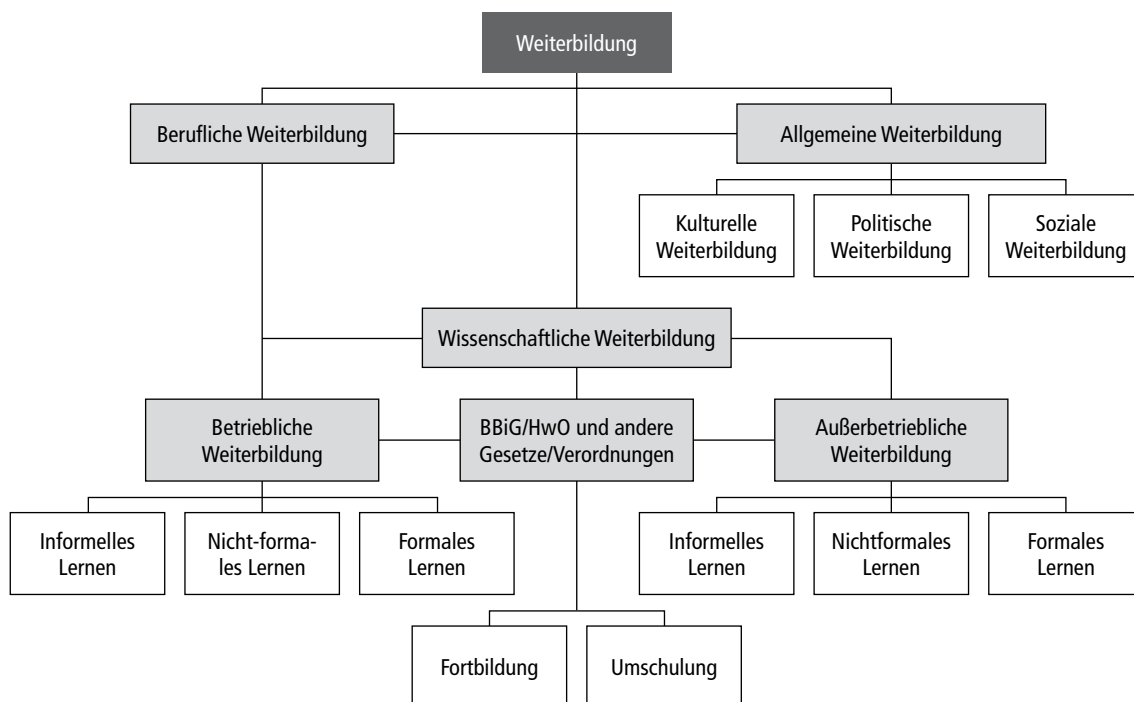 Weiterbildung
Berufliche Weiterbildung
Allgemeine Weiterbildung
Kulturelle
Weiterbildung
Politische
Weiterbildung
Soziale
Weiterbildung
Wissenschaftliche Weiterbildung
Betriebliche
Weiterbildung
BBiG/HwO und andere
Gesetze/Verordnungen
Außerbetriebliche
Weiterbildung
Informelles
Lernen
Nicht-forma-
les Lernen
Formales
Lernen
Informelles
Lernen
Nichtformales
Lernen
Formales
Lernen
Fortbildung
Umschulung